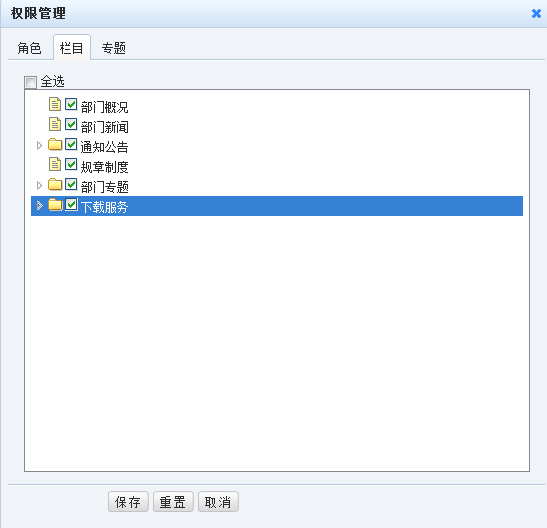 权限管理
角色 栏目 专题
全选
部门概况
部门新闻
通知公告
规章制度
部门专题
下载服务
保存 重置 取消